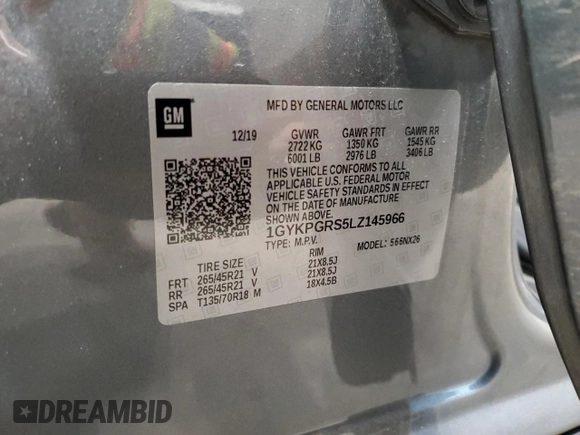 GM
MFD BY GENERAL MOTORS LLC
12/19 GVWR GAWR FRT GAWR RR
2722 KG 1350 KG 1545 KG
6001 LB 2976 LB 3406 LB
THIS VEHICLE CONFORMS TO ALL
APPLICABLE U.S. FEDERAL MOTOR
VEHICLE SAFETY STANDARDS IN EFFECT
ON THE DATE OF MANUFACTURE
SHOWN ABOVE.
1GYKPGRS5LZ145966
TYPE: M.P.V. MODEL: 566NX26
TIRE SIZE RIM
FRT 265/45R21 V 21X8.5J
RR 265/45R21 V 21X8.5J
SPA T135/70R18 M 18X4.5B
DREAMBID